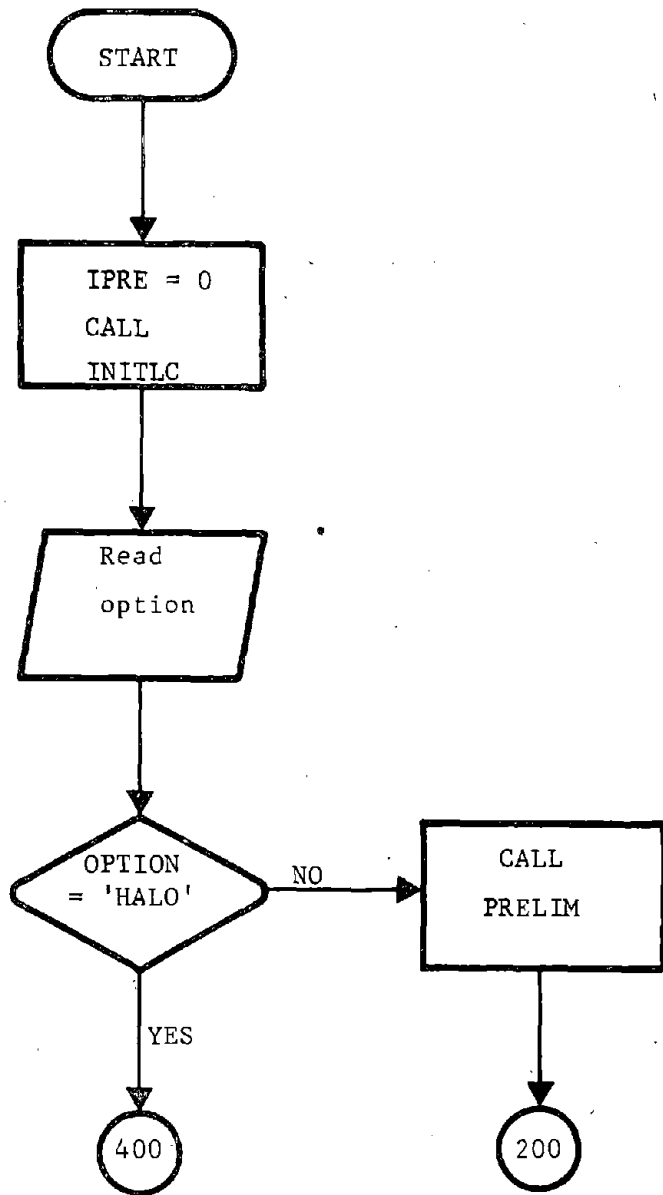 START
IPRE = 0
CALL
INITLC
Read
option
OPTION
= 'HALO'
NO
CALL
PRELIM
YES
400
200